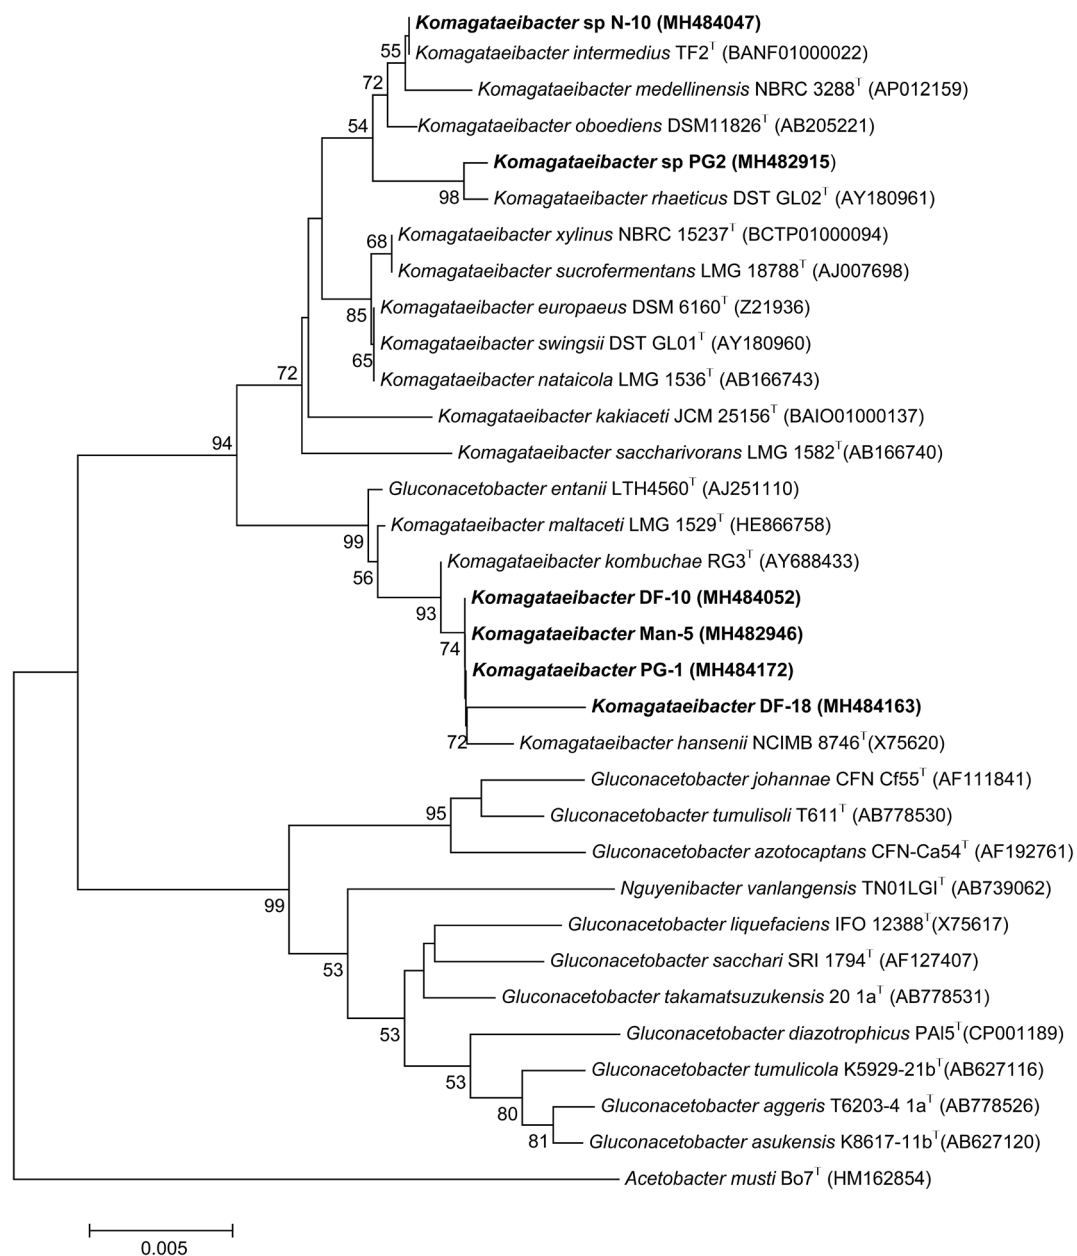 Komagataeibacter sp N-10 (MH484047)
55
Komagataeibacter intermedius TF2ᵀ (BANF01000022)
72
Komagataeibacter medellinensis NBRC 3288ᵀ (AP012159)
54
Komagataeibacter oboediens DSM11826ᵀ (AB205221)
Komagataeibacter sp PG2 (MH482915)
98
Komagataeibacter rhaeticus DST GL02ᵀ (AY180961)
68
Komagataeibacter xylinus NBRC 15237ᵀ (BCTP01000094)
Komagataeibacter sucrofermentans LMG 18788ᵀ (AJ007698)
85
Komagataeibacter europaeus DSM 6160ᵀ (Z21936)
Komagataeibacter swingsii DST GL01ᵀ (AY180960)
65
Komagataeibacter nataicola LMG 1536ᵀ (AB166743)
72
Komagataeibacter kakiaceti JCM 25156ᵀ (BAIO01000137)
94
Komagataeibacter saccharivorans LMG 1582ᵀ(AB166740)
Gluconacetobacter entanii LTH4560ᵀ (AJ251110)
Komagataeibacter maltaceti LMG 1529ᵀ (HE866758)
99
Komagataeibacter kombuchae RG3ᵀ (AY688433)
56
Komagataeibacter DF-10 (MH484052)
93
Komagataeibacter Man-5 (MH482946)
74
Komagataeibacter PG-1 (MH484172)
Komagataeibacter DF-18 (MH484163)
72
Komagataeibacter hansenii NCIMB 8746ᵀ(X75620)
Gluconacetobacter johannae CFN Cf55ᵀ (AF111841)
95
Gluconacetobacter tumulisoli T611ᵀ (AB778530)
Gluconacetobacter azotocaptans CFN-Ca54ᵀ (AF192761)
Nguyenibacter vanlangensis TN01LGIᵀ (AB739062)
99
Gluconacetobacter liquefaciens IFO 12388ᵀ(X75617)
Gluconacetobacter sacchari SRI 1794ᵀ (AF127407)
53
Gluconacetobacter takamatsuzukensis 20 1aᵀ (AB778531)
53
Gluconacetobacter diazotrophicus PAI5ᵀ(CP001189)
Gluconacetobacter tumulicola K5929-21bᵀ(AB627116)
53
Gluconacetobacter aggeris T6203-4 1aᵀ (AB778526)
80
Gluconacetobacter asukensis K8617-11bᵀ(AB627120)
81
Acetobacter musti Bo7ᵀ (HM162854)
0.005